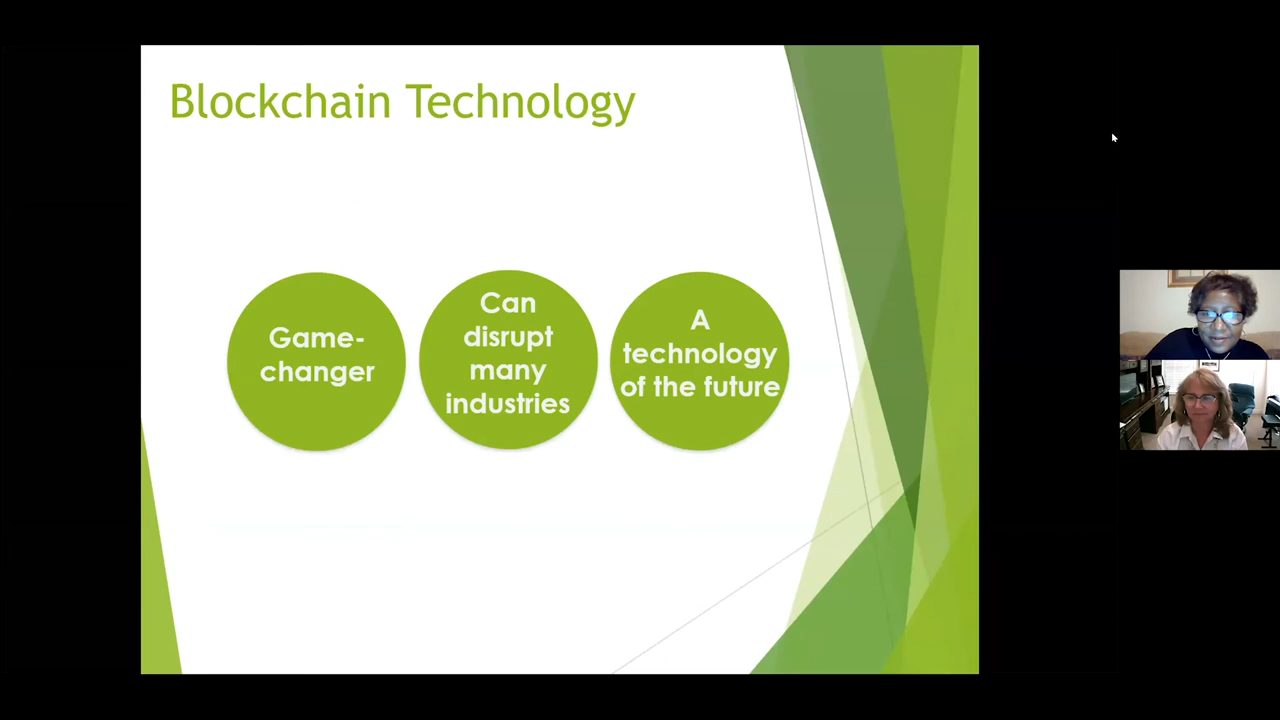 Blockchain Technology
Game-
changer
Can
disrupt
many
industries
A
technology
of the future